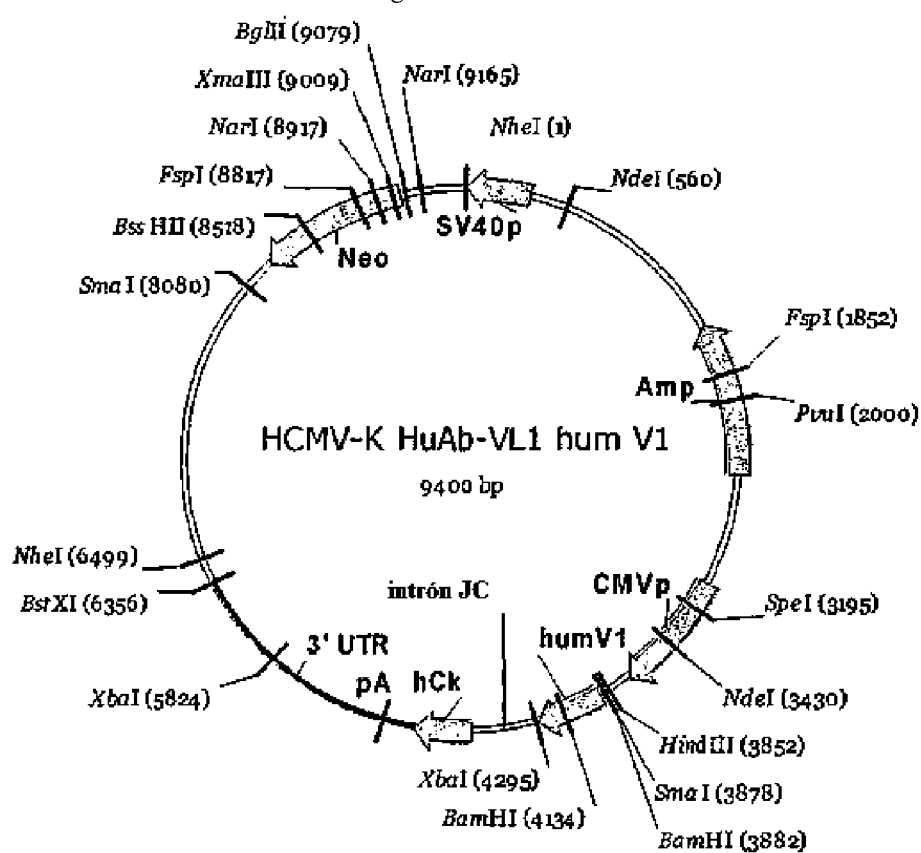 BglII (9079)
XmaIII (9009)
NarI (9165)
NarI (8917)
NheI (1)
FspI (8817)
NdeI (560)
BssHII (8518)
SV40p
Neo
SmaI (8080)
FspI (1852)
Amp
PvuI (2000)
HCMV-K HuAb-VL1 hum V1
9400 bp
NheI (6499)
BstXI (6356)
intrón JC
CMVp
SpeI (3195)
3' UTR
humV1
pA
hCk
XbaI (5824)
NdeI (3430)
HindIII (3852)
XbaI (4295)
SmaI (3878)
BamHI (4134)
BamHI (3882)